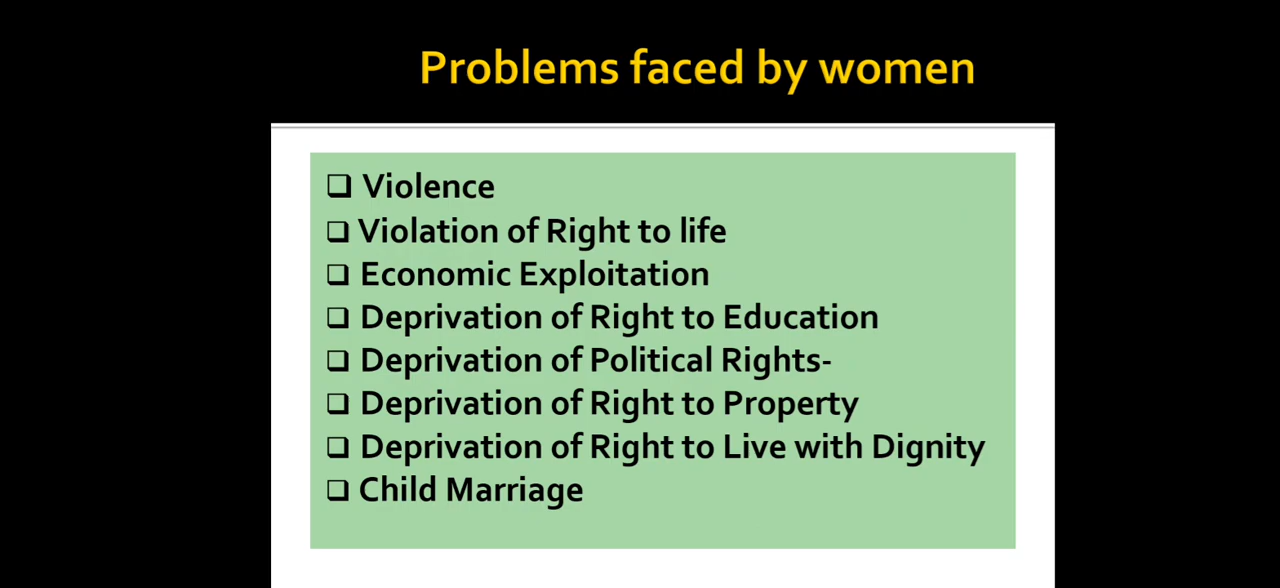 Problems faced by women
❑ Violence
❑ Violation of Right to life
❑ Economic Exploitation
❑ Deprivation of Right to Education
❑ Deprivation of Political Rights-
❑ Deprivation of Right to Property
❑ Deprivation of Right to Live with Dignity
❑ Child Marriage